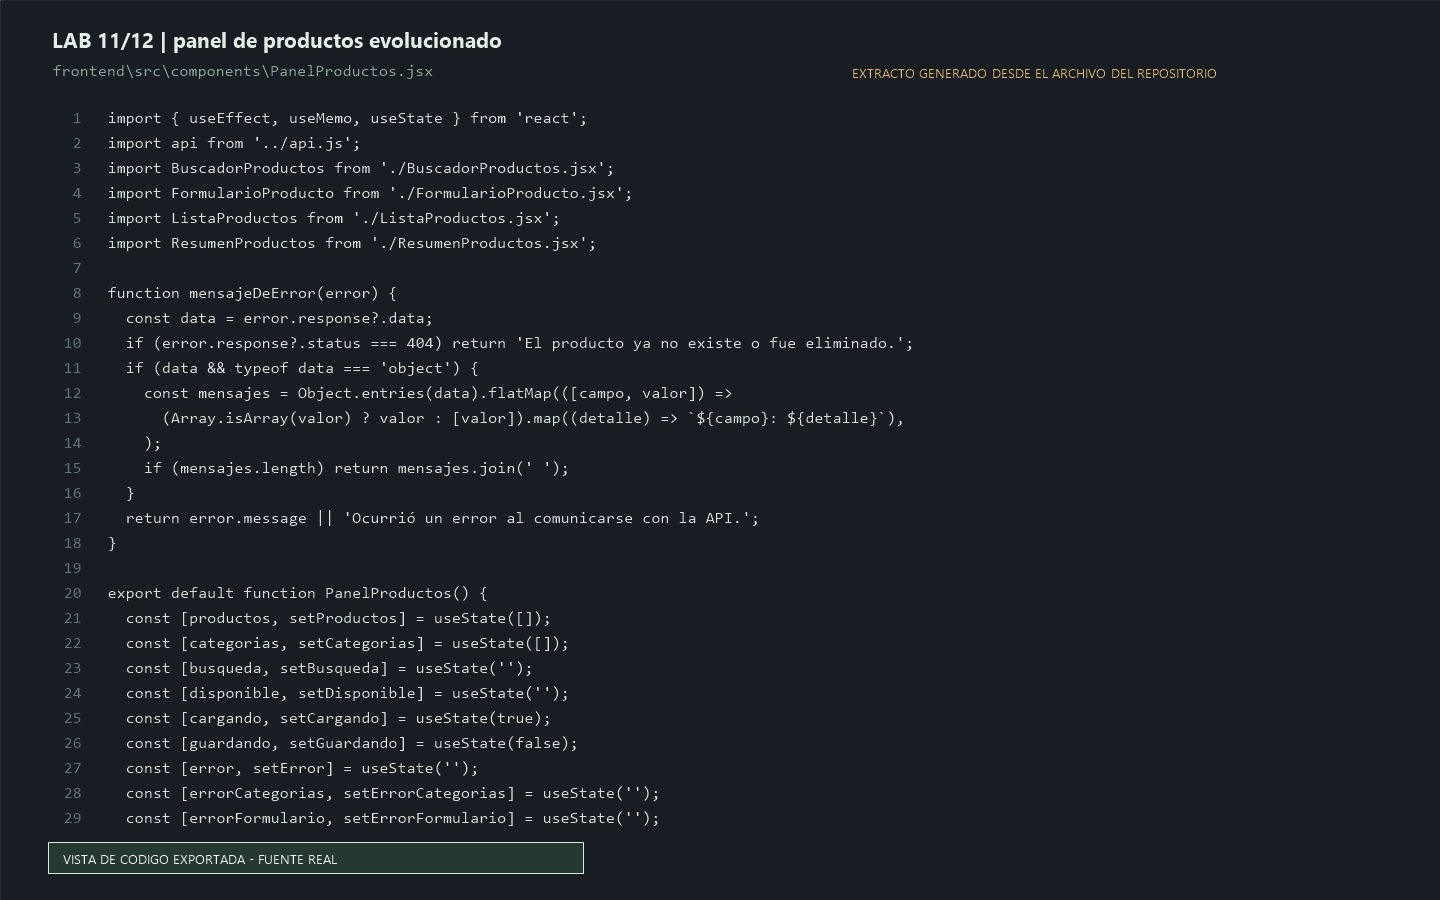 LAB 11/12 | panel de productos evolucionado
frontend\src\components\PanelProductos.jsx
EXTRACTO GENERADO DESDE EL ARCHIVO DEL REPOSITORIO
1 import { useEffect, useMemo, useState } from 'react';
2 import api from '../api.js';
3 import BuscadorProductos from './BuscadorProductos.jsx';
4 import FormularioProducto from './FormularioProducto.jsx';
5 import ListaProductos from './ListaProductos.jsx';
6 import ResumenProductos from './ResumenProductos.jsx';
7
8 function mensajeDeError(error) {
9   const data = error.response?.data;
10   if (error.response?.status === 404) return 'El producto ya no existe o fue eliminado.';
11   if (data && typeof data === 'object') {
12     const mensajes = Object.entries(data).flatMap(([campo, valor]) =>
13       (Array.isArray(valor) ? valor : [valor]).map((detalle) => `${campo}: ${detalle}`),
14     );
15     if (mensajes.length) return mensajes.join(' ');
16   }
17   return error.message || 'Ocurrió un error al comunicarse con la API.';
18 }
19
20 export default function PanelProductos() {
21   const [productos, setProductos] = useState([]);
22   const [categorias, setCategorias] = useState([]);
23   const [busqueda, setBusqueda] = useState('');
24   const [disponible, setDisponible] = useState('');
25   const [cargando, setCargando] = useState(true);
26   const [guardando, setGuardando] = useState(false);
27   const [error, setError] = useState('');
28   const [errorCategorias, setErrorCategorias] = useState('');
29   const [errorFormulario, setErrorFormulario] = useState('');
VISTA DE CODIGO EXPORTADA - FUENTE REAL